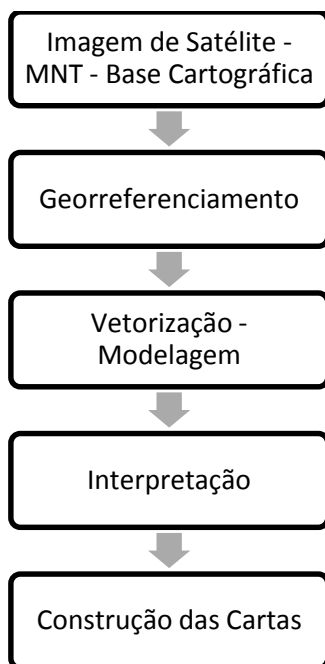 Imagem de Satélite -
MNT - Base Cartográfica
Georreferenciamento
Vetorização -
Modelagem
Interpretação
Construção das Cartas